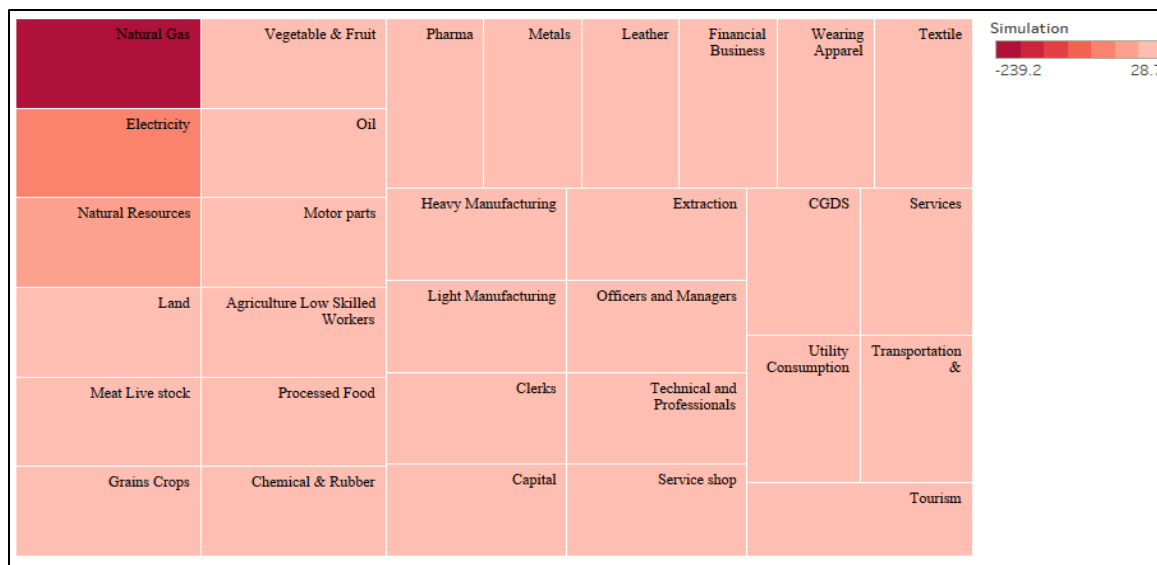 Natural Gas
Vegetable & Fruit
Pharma
Metals
Leather
Financial
Business
Wearing
Apparel
Textile
Simulation
-239.2
28.7
Electricity
Oil
Natural Resources
Motor parts
Heavy Manufacturing
Extraction
CGDS
Services
Land
Agriculture Low Skilled
Workers
Light Manufacturing
Officers and Managers
Utility
Consumption
Transportation
&
Meat Live stock
Processed Food
Clerks
Technical and
Professionals
Grains Crops
Chemical & Rubber
Capital
Service shop
Tourism